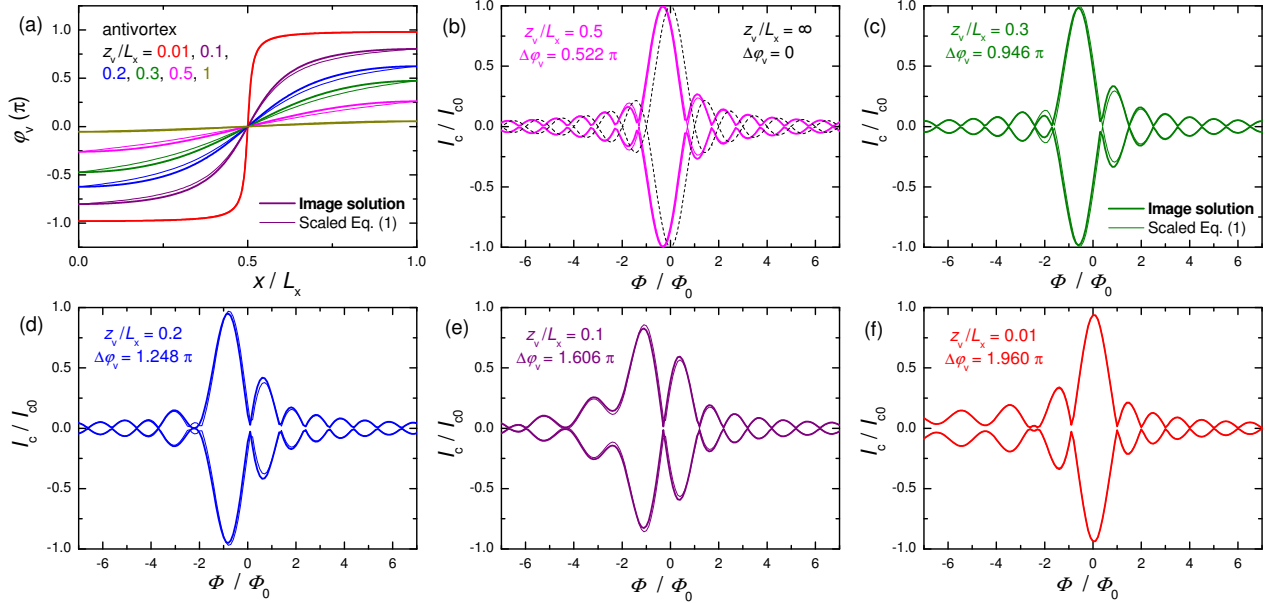 (a)
antivortex
z_v/L_x = 0.01, 0.1,
0.2, 0.3, 0.5, 1
Image solution
Scaled Eq. (1)
φ_v (π)
1.0
0.5
0.0
-0.5
-1.0
0.0 0.5 1.0
x / L_x
(b)
z_v/L_x = 0.5
Δφ_v = 0.522 π
z_v/L_x = ∞
Δφ_v = 0
I_c / I_c0
1.0
0.5
0.0
0.5
-1.0
-6 -4 -2 0 2 4 6
Φ / Φ_0
(c)
z_v/L_x = 0.3
Δφ_v = 0.946 π
Image solution
Scaled Eq. (1)
I_c / I_c0
1.0
0.5
0.0
0.5
-1.0
-6 -4 -2 0 2 4 6
Φ / Φ_0
(d)
z_v/L_x = 0.2
Δφ_v = 1.248 π
I_c / I_c0
1.0
0.5
0.0
0.5
-1.0
-6 -4 -2 0 2 4 6
Φ / Φ_0
(e)
z_v/L_x = 0.1
Δφ_v = 1.606 π
I_c / I_c0
1.0
0.5
0.0
0.5
-1.0
-6 -4 -2 0 2 4 6
Φ / Φ_0
(f)
z_v/L_x = 0.01
Δφ_v = 1.960 π
I_c / I_c0
1.0
0.5
0.0
0.5
-1.0
-6 -4 -2 0 2 4 6
Φ / Φ_0